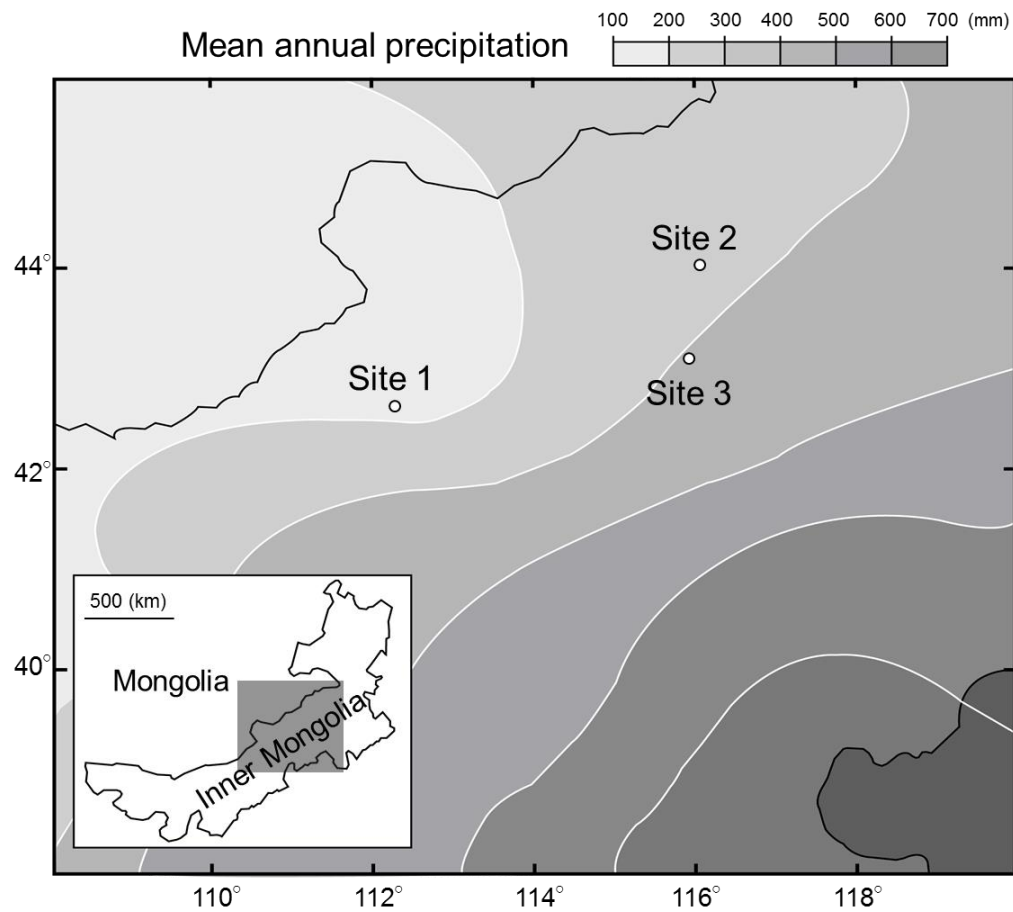 100 200 300 400 500 600 700 (mm)
Mean annual precipitation
Site 2
44°
Site 1
Site 3
42°
500 (km)
40°
Mongolia
Inner Mongolia
110° 112° 114° 116° 118°